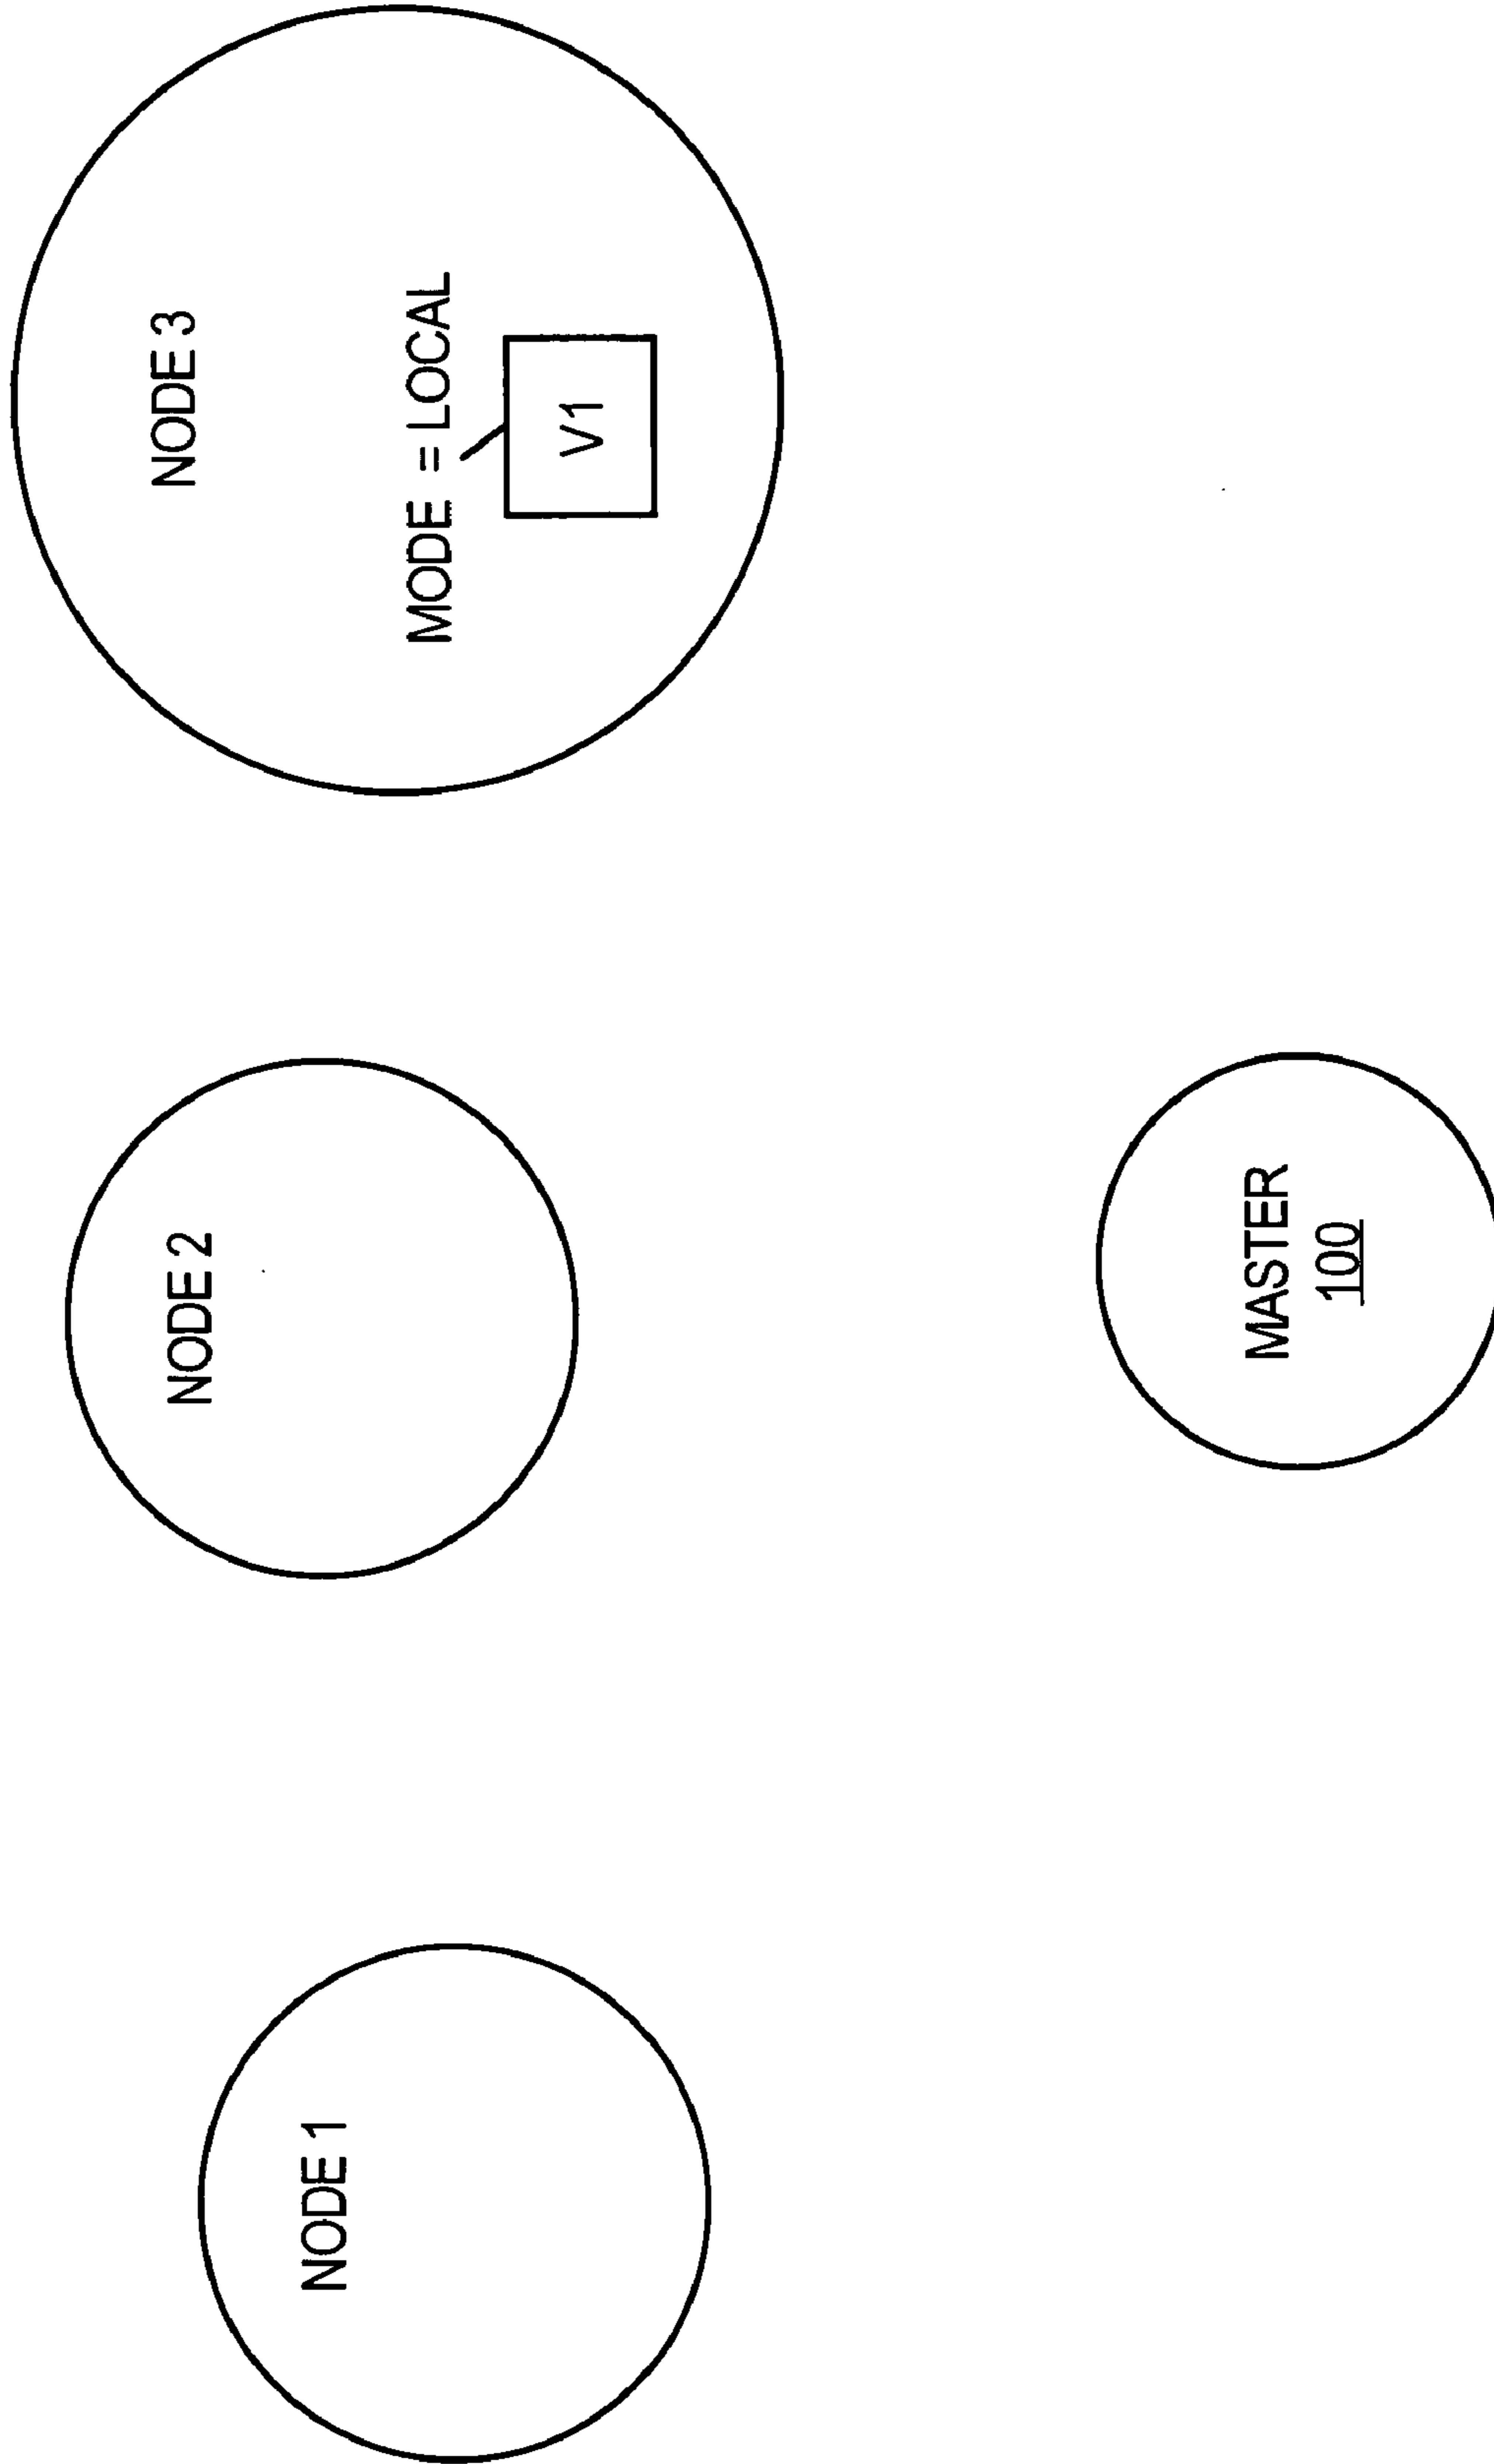 NODE 1
NODE 2
NODE 3
MODE = LOCAL
V1
MASTER
100